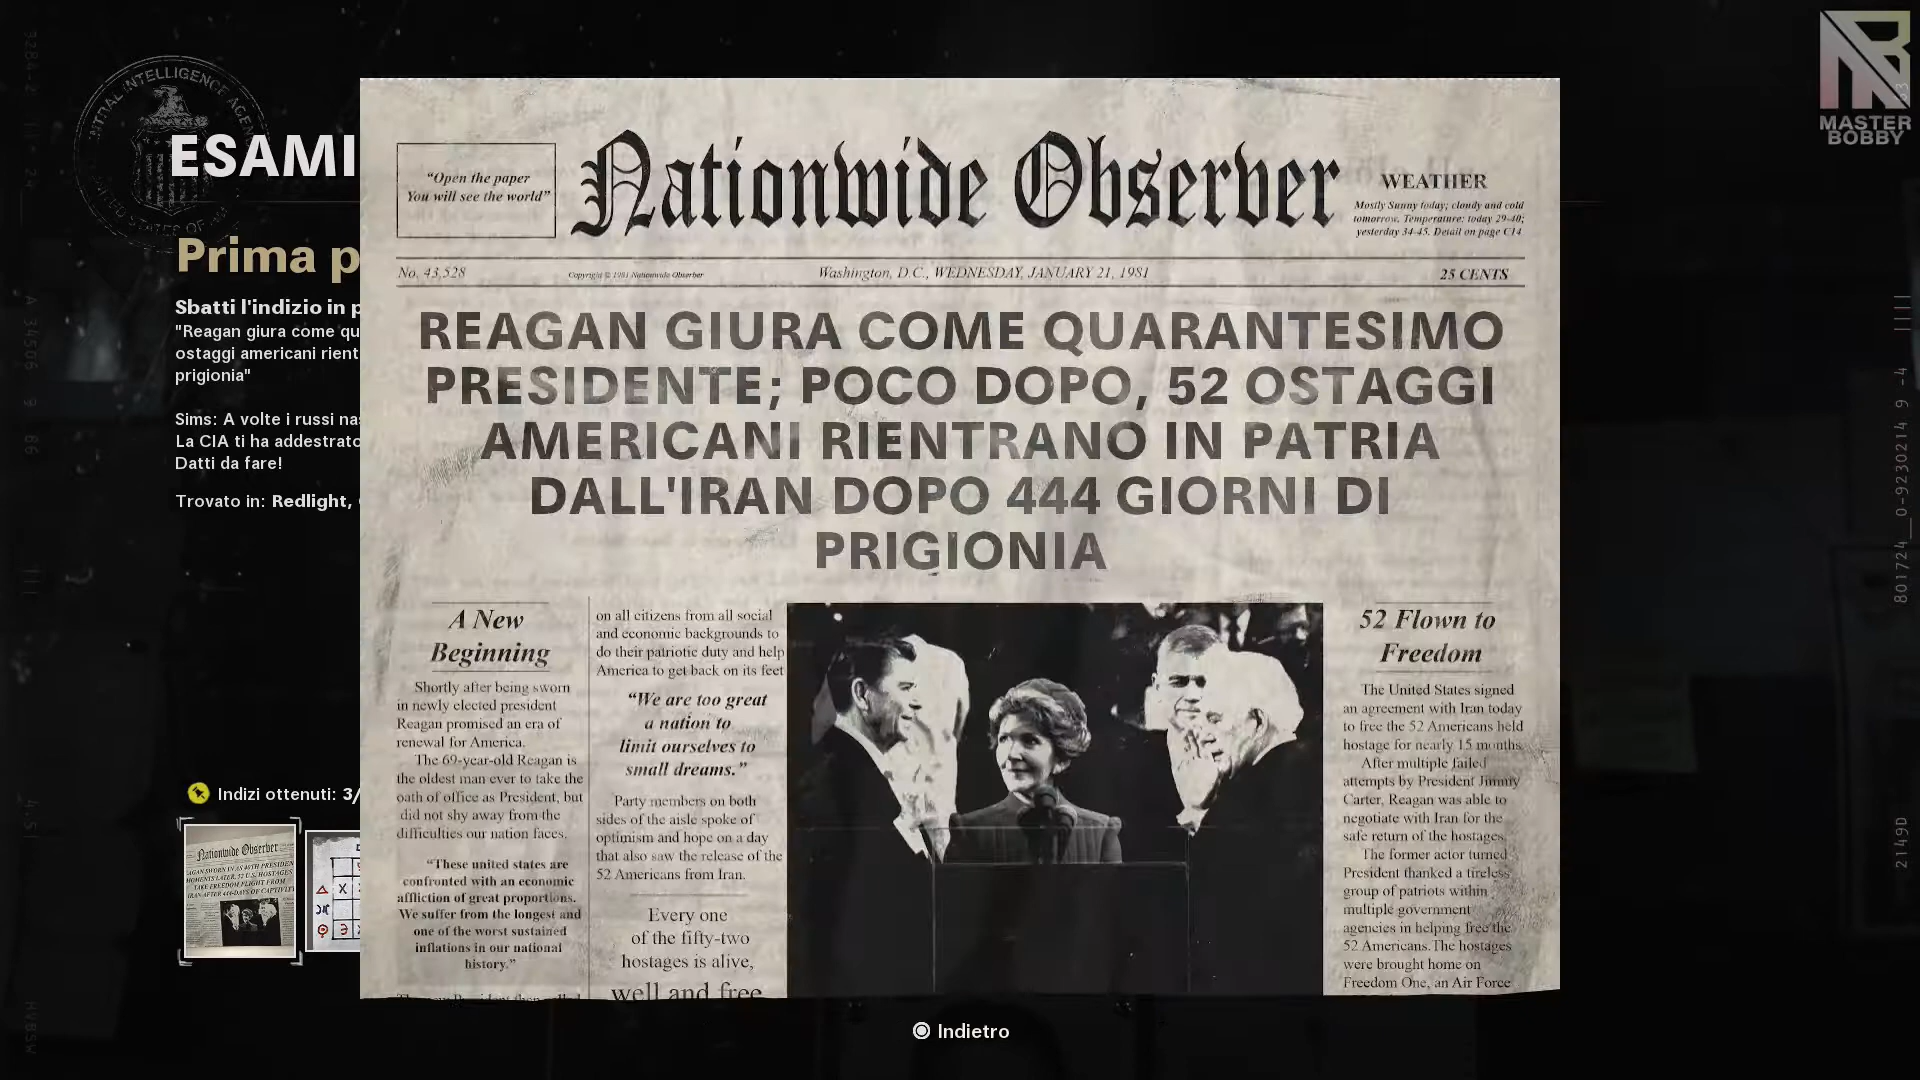 ESAMI
Prima p
Sbatti l'indizio in p
"Reagan giura come qu
ostaggi americani rient
prigionia"
Sims: A volte i russi na
La CIA ti ha addestrato
Datti da fare!
Trovato in: Redlight,
Indizi ottenuti: 3/
"Open the paper
You will see the world"
Nationwide Observer
WEATHER
Mostly Sunny today; cloudy and cold
tomorrow. Temperature: today 29-40;
yesterday 34-45. Detail on page C14
No. 43,528
Copyright © 1981 Nationwide Observer
Washington, D.C., WEDNESDAY, JANUARY 21, 1981
25 CENTS
REAGAN GIURA COME QUARANTESIMO
PRESIDENTE; POCO DOPO, 52 OSTAGGI
AMERICANI RIENTRANO IN PATRIA
DALL'IRAN DOPO 444 GIORNI DI
PRIGIONIA
A New
Beginning
Shortly after being sworn
in newly elected president
Reagan promised an era of
renewal for America.
The 69-year-old Reagan is
the oldest man ever to take the
oath of office as President, but
did not shy away from the
difficulties our nation faces.
"These united states are
confronted with an economic
affliction of great proportions.
We suffer from the longest and
one of the worst sustained
inflations in our national
history."
on all citizens from all social
and economic backgrounds to
do their patriotic duty and help
America to get back on its feet
"We are too great
a nation to
limit ourselves to
small dreams."
Party members on both
sides of the aisle spoke of
optimism and hope on a day
that also saw the release of the
52 Americans from Iran.
Every one
of the fifty-two
hostages is alive,
well and free
52 Flown to
Freedom
The United States signed
an agreement with Iran today
to free the 52 Americans held
hostage for nearly 15 months.
After multiple failed
attempts by President Jimmy
Carter, Reagan was able to
negotiate with Iran for the
safe return of the hostages.
The former actor turned
President thanked a tireless
group of patriots within
multiple government
agencies in helping free the
52 Americans. The hostages
were brought home on
Freedom One, an Air Force
Indietro
MASTER
BOBBY